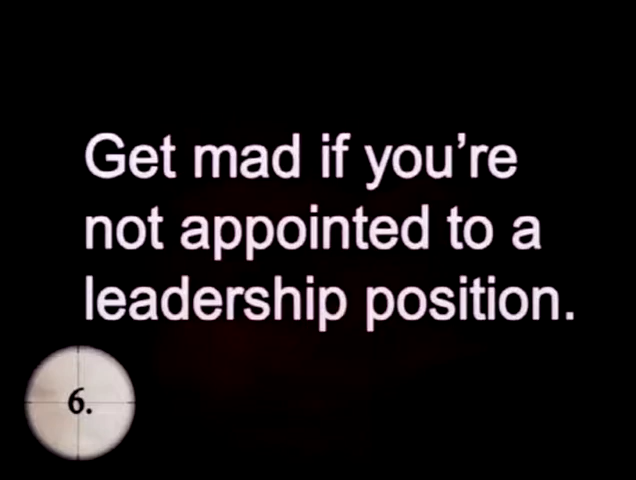 Get mad if you’re
not appointed to a
leadership position.
6.